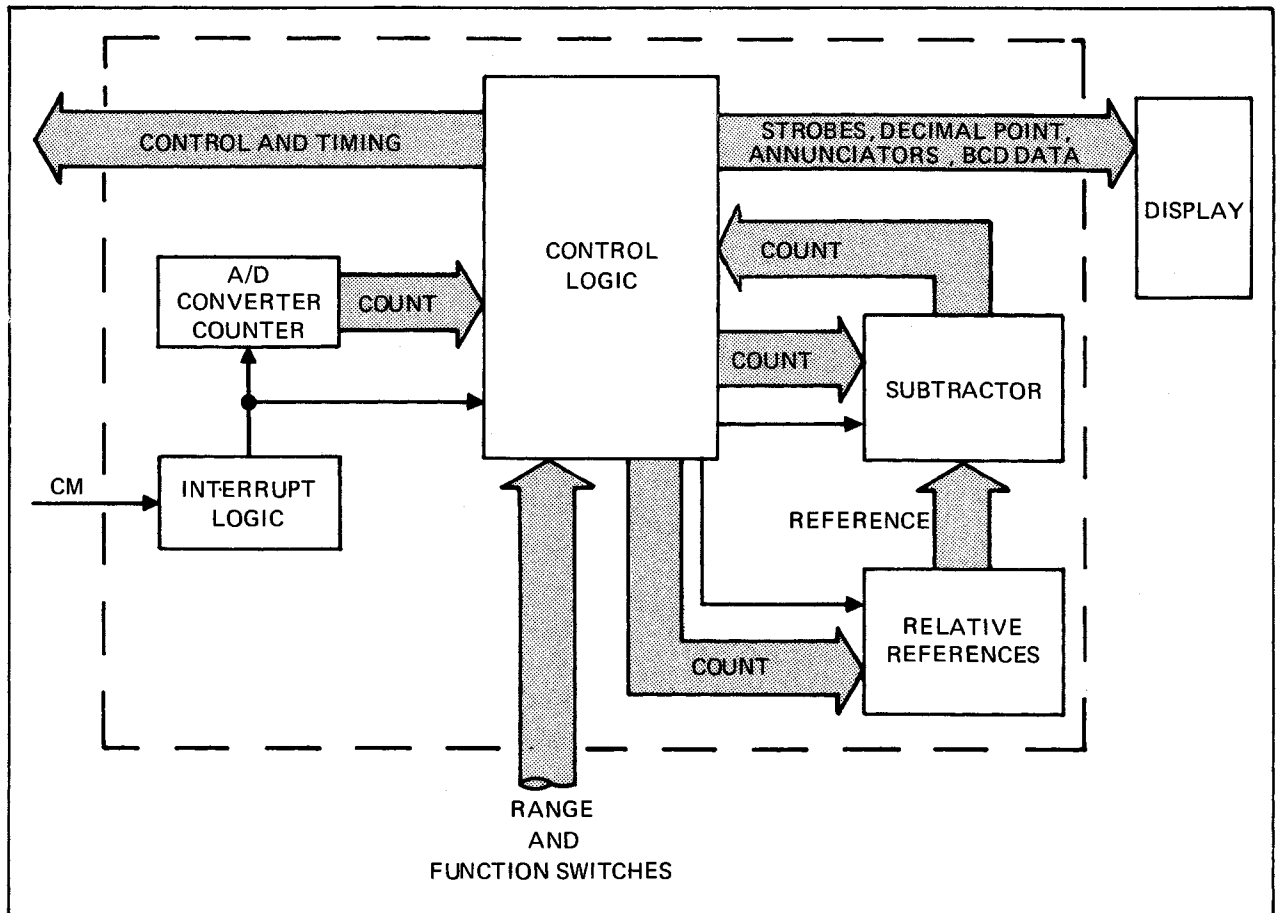 CONTROL AND TIMING
STROBES, DECIMAL POINT,
ANNUNCIATORS , BCD DATA
DISPLAY
CONTROL
LOGIC
COUNT
A/D
CONVERTER
COUNTER
COUNT
COUNT
SUBTRACTOR
CM
INTERRUPT
LOGIC
REFERENCE
RELATIVE
REFERENCES
COUNT
RANGE
AND
FUNCTION SWITCHES